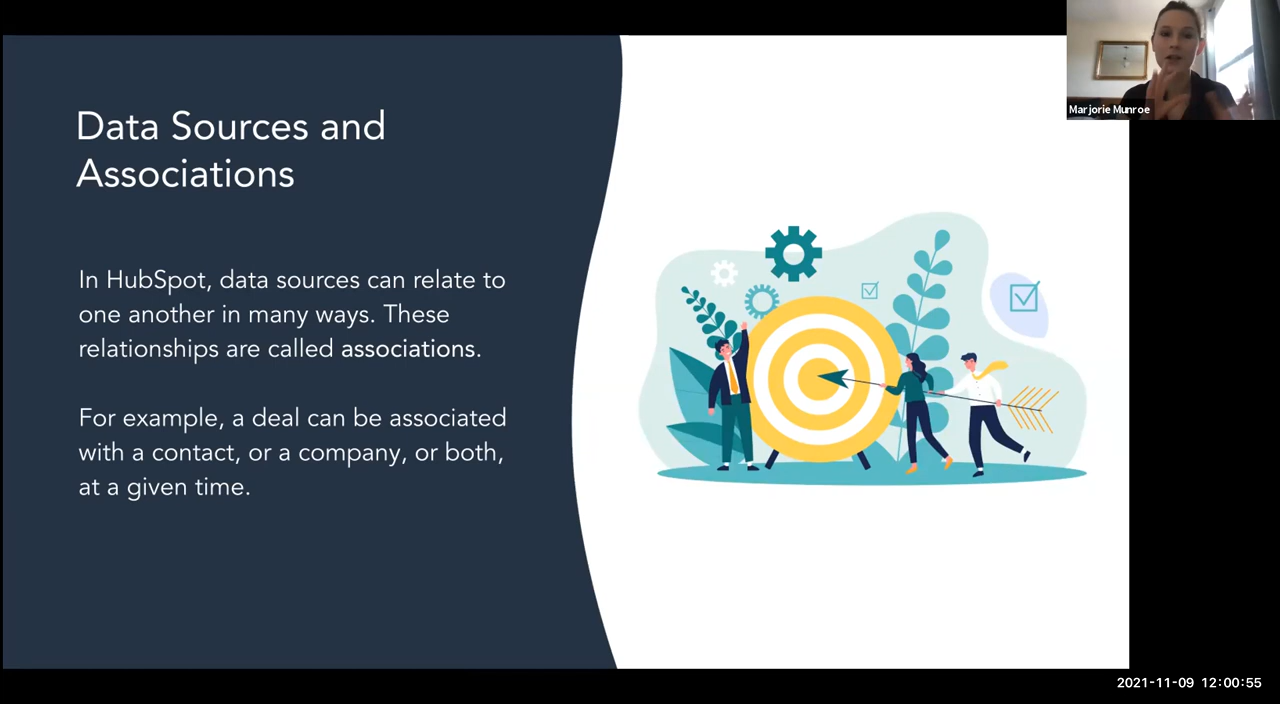 Data Sources and
Associations
In HubSpot, data sources can relate to
one another in many ways. These
relationships are called associations.
For example, a deal can be associated
with a contact, or a company, or both,
at a given time.
Marjorie Munroe
2021-11-09 12:00:55